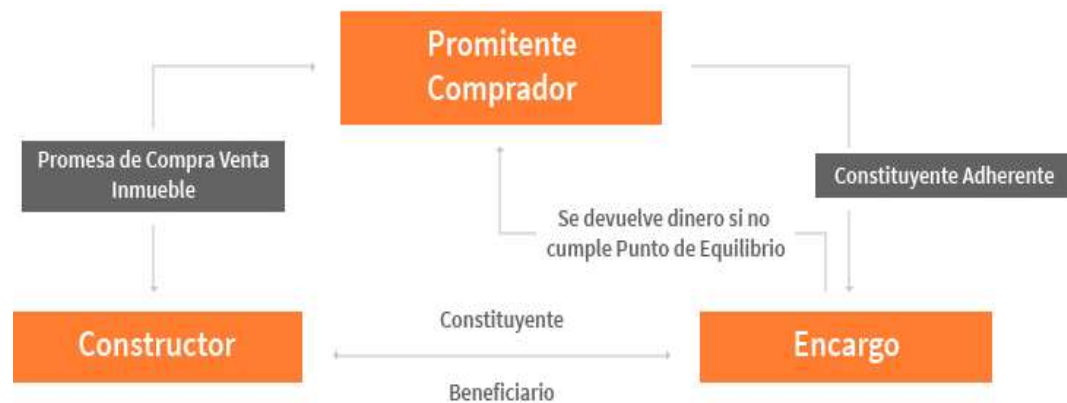 Promitente
Comprador
Promesa de Compra Venta
Inmueble
Constituyente Adherente
Se devuelve dinero si no
cumple Punto de Equilibrio
Constructor
Constituyente
Beneficiario
Encargo